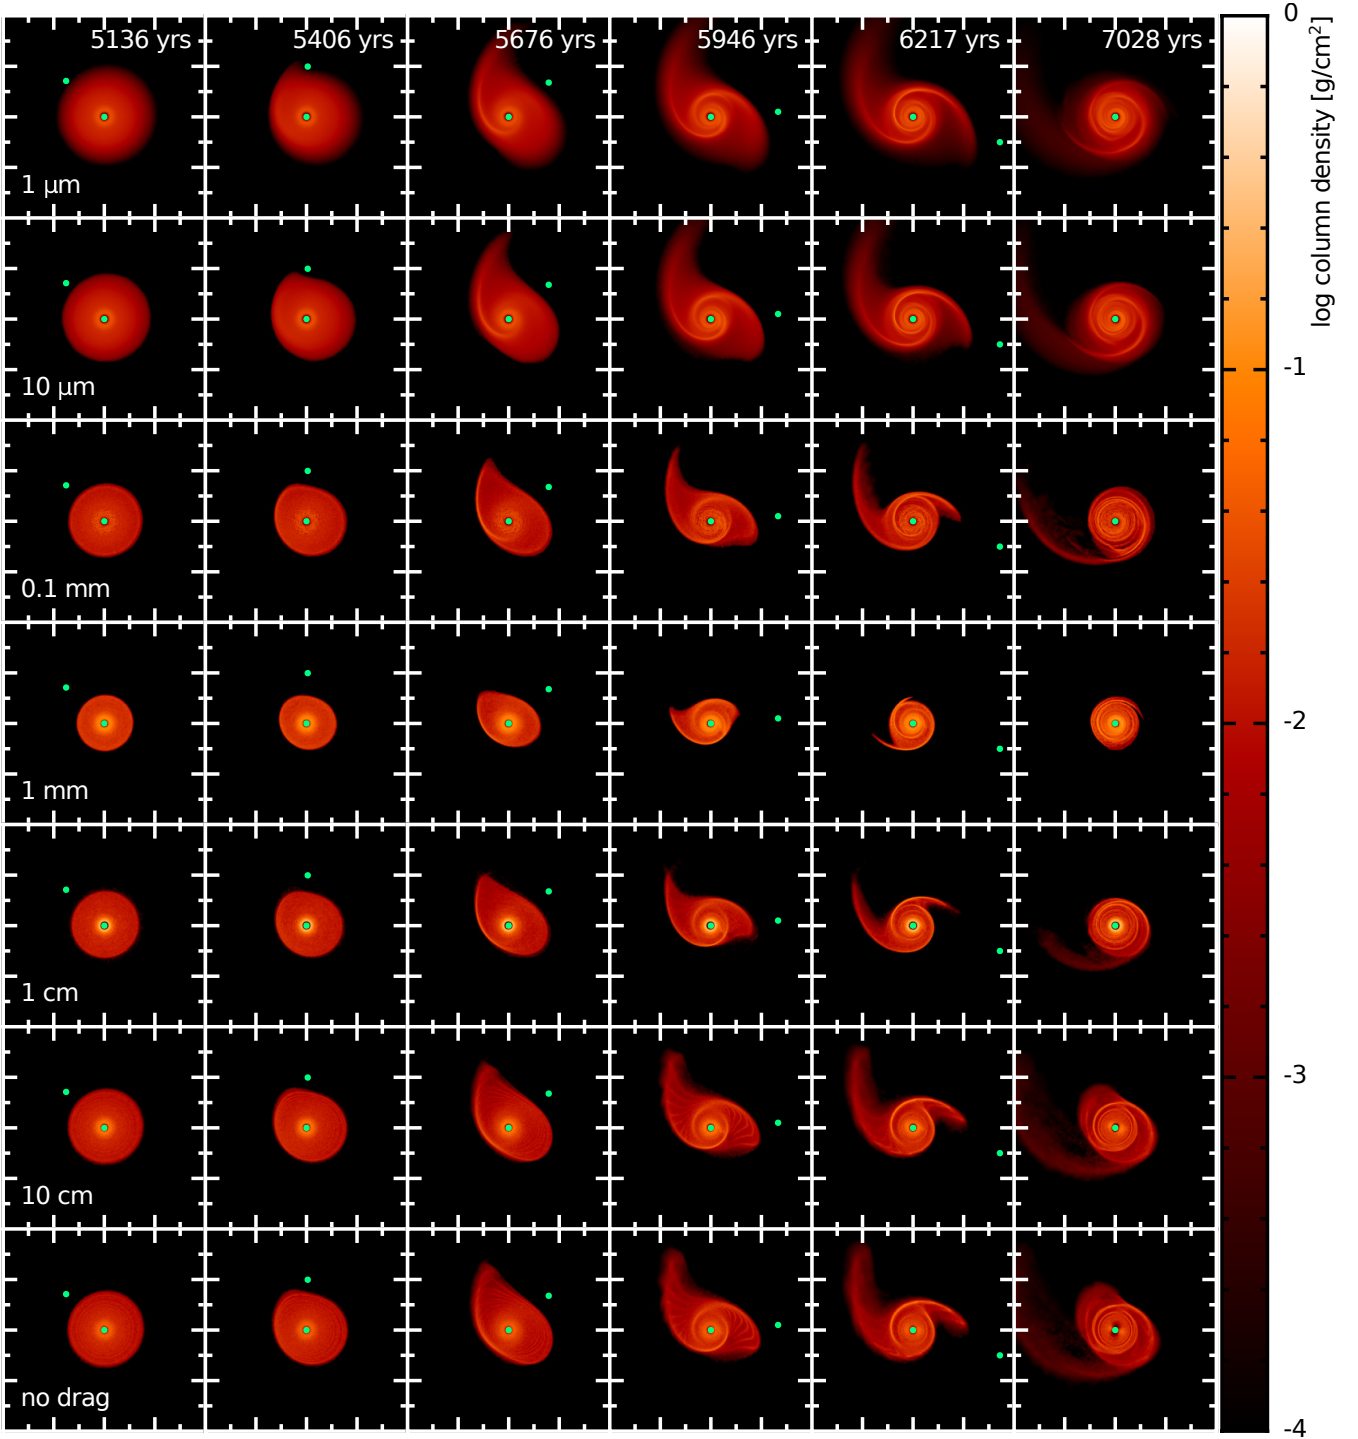 5136 yrs 5406 yrs 5676 yrs 5946 yrs 6217 yrs 7028 yrs
1 µm
10 µm
0.1 mm
1 mm
1 cm
10 cm
no drag
0
-1
-2
-3
-4
log column density [g/cm²]